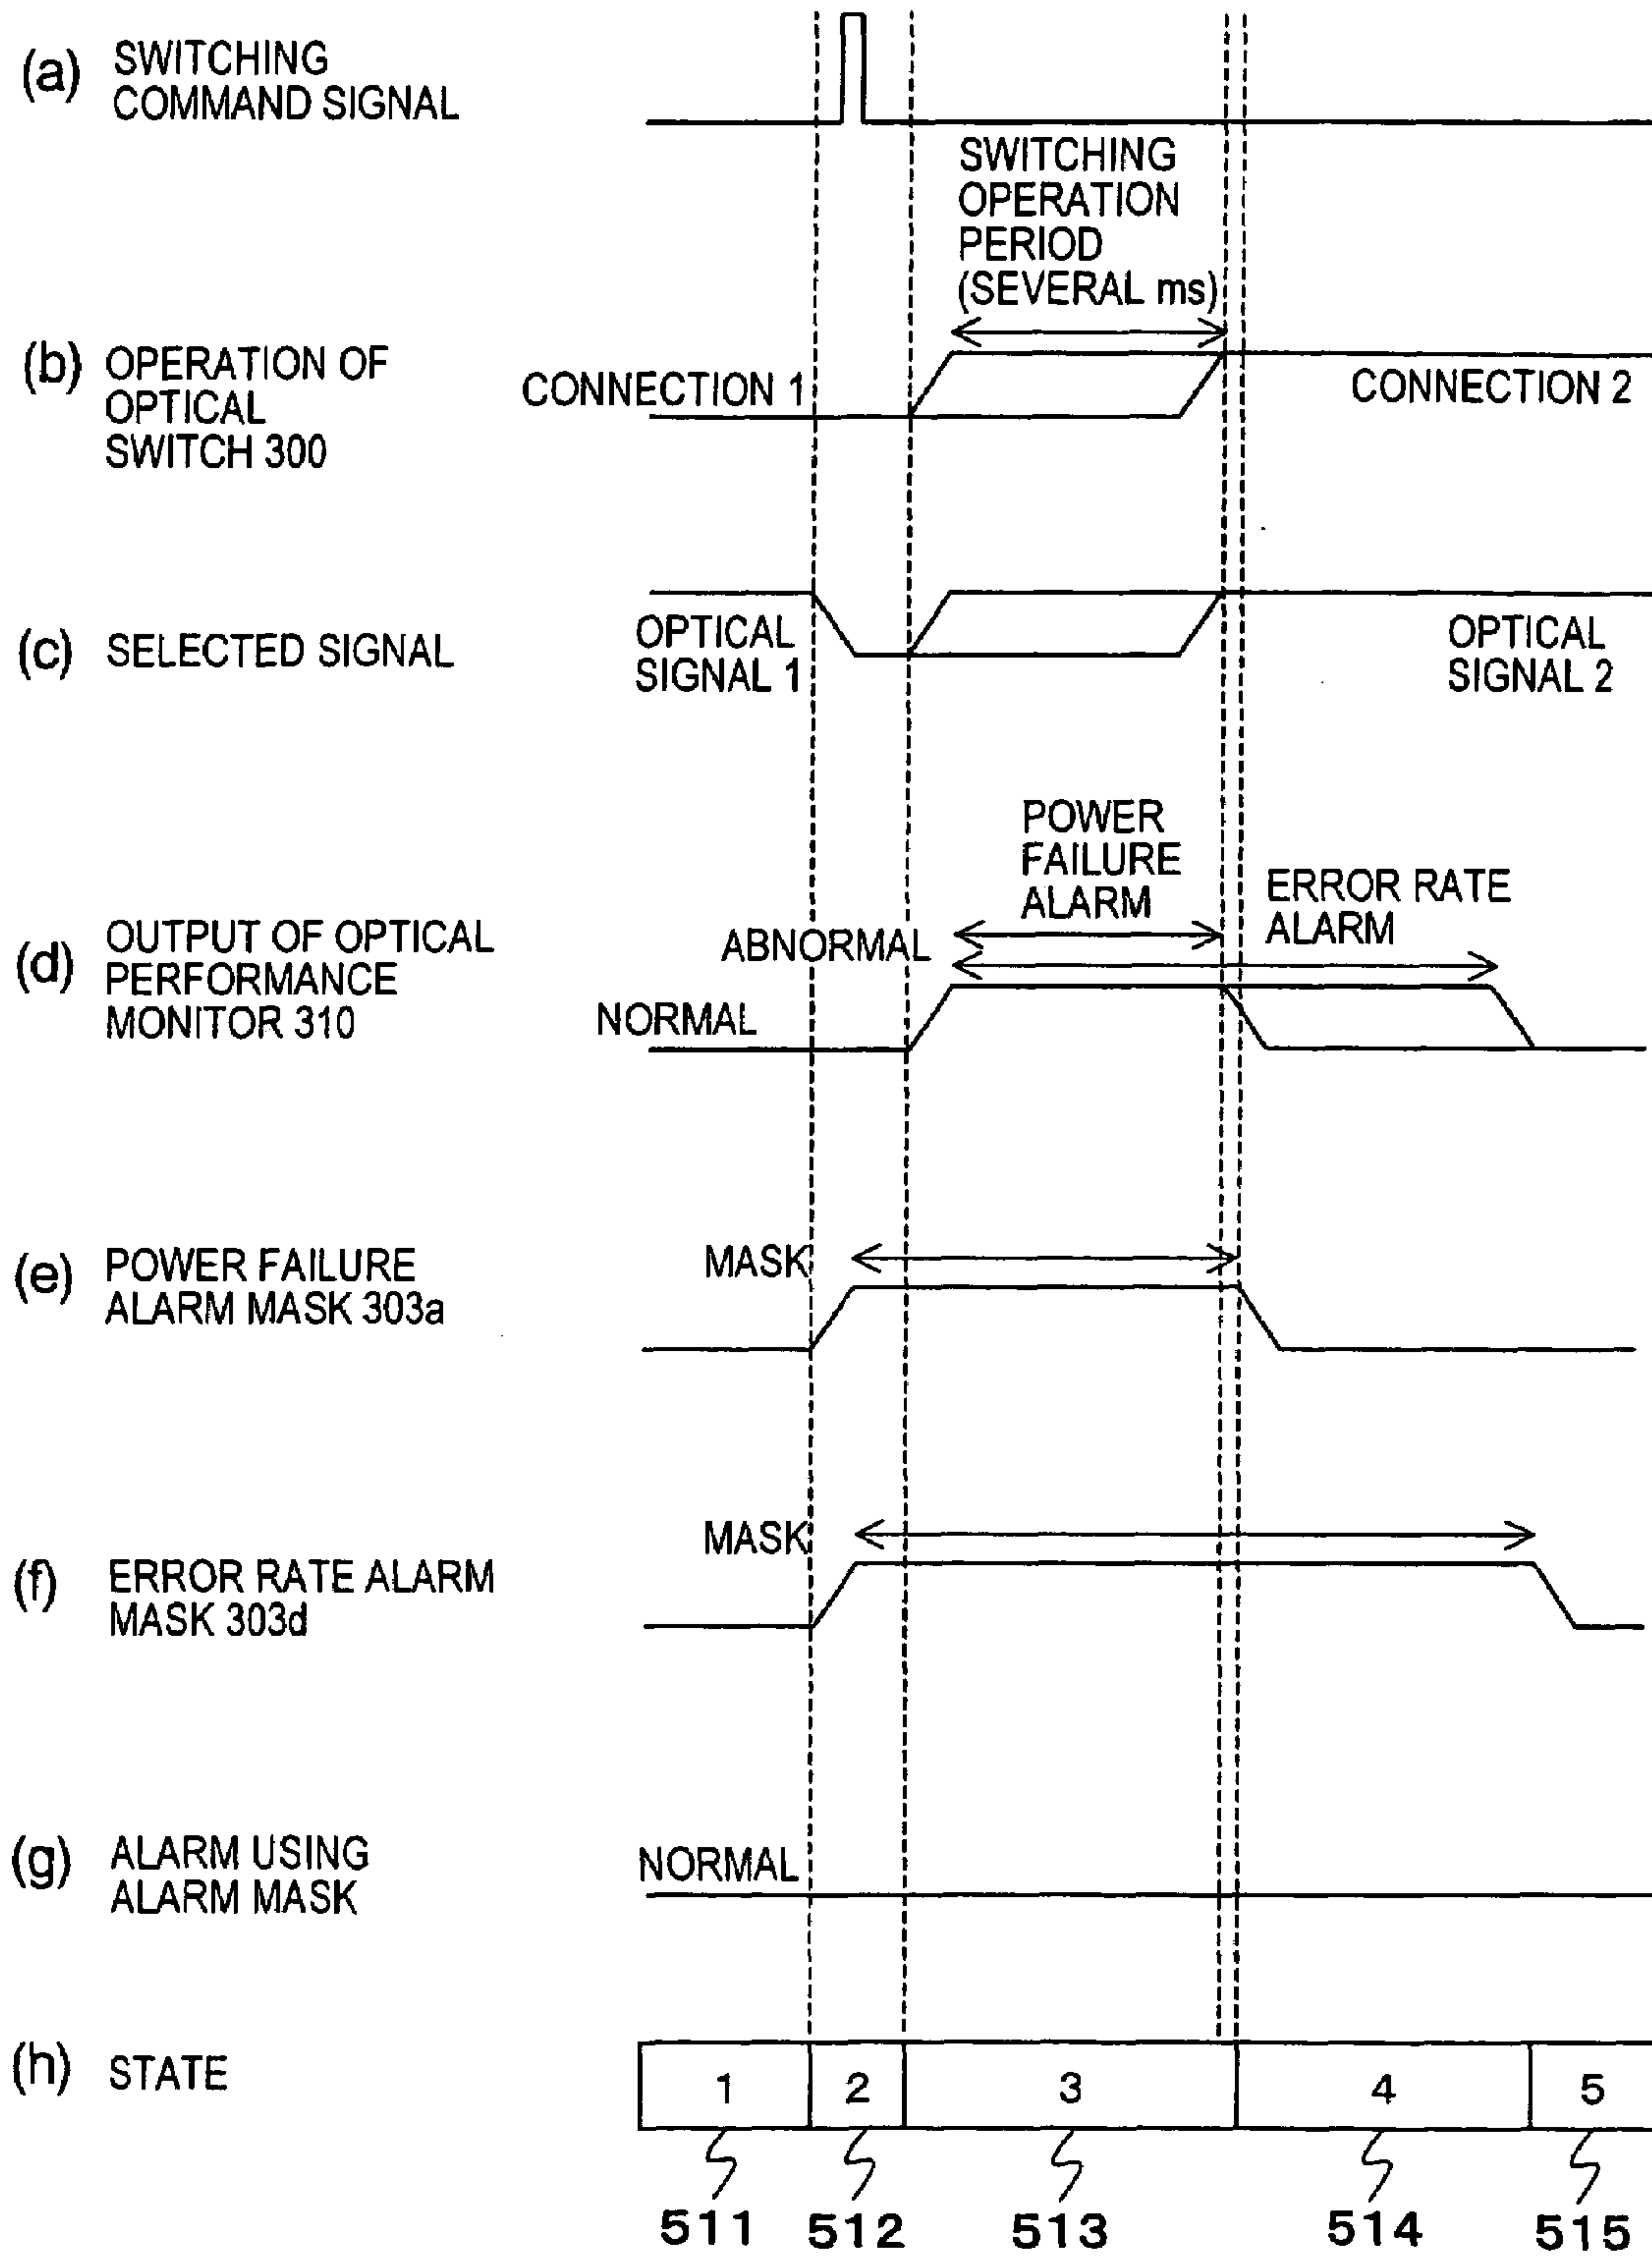 (a) SWITCHING
COMMAND SIGNAL
SWITCHING
OPERATION
PERIOD
(SEVERAL ms)
(b) OPERATION OF
OPTICAL
SWITCH 300
CONNECTION 1
CONNECTION 2
(c) SELECTED SIGNAL
OPTICAL
SIGNAL 1
OPTICAL
SIGNAL 2
(d) OUTPUT OF OPTICAL
PERFORMANCE
MONITOR 310
POWER
FAILURE
ALARM
ERROR RATE
ALARM
ABNORMAL
NORMAL
(e) POWER FAILURE
ALARM MASK 303a
MASK
(f) ERROR RATE ALARM
MASK 303d
MASK
(g) ALARM USING
ALARM MASK
NORMAL
(h) STATE
1 2 3 4 5
511 512 513 514 515